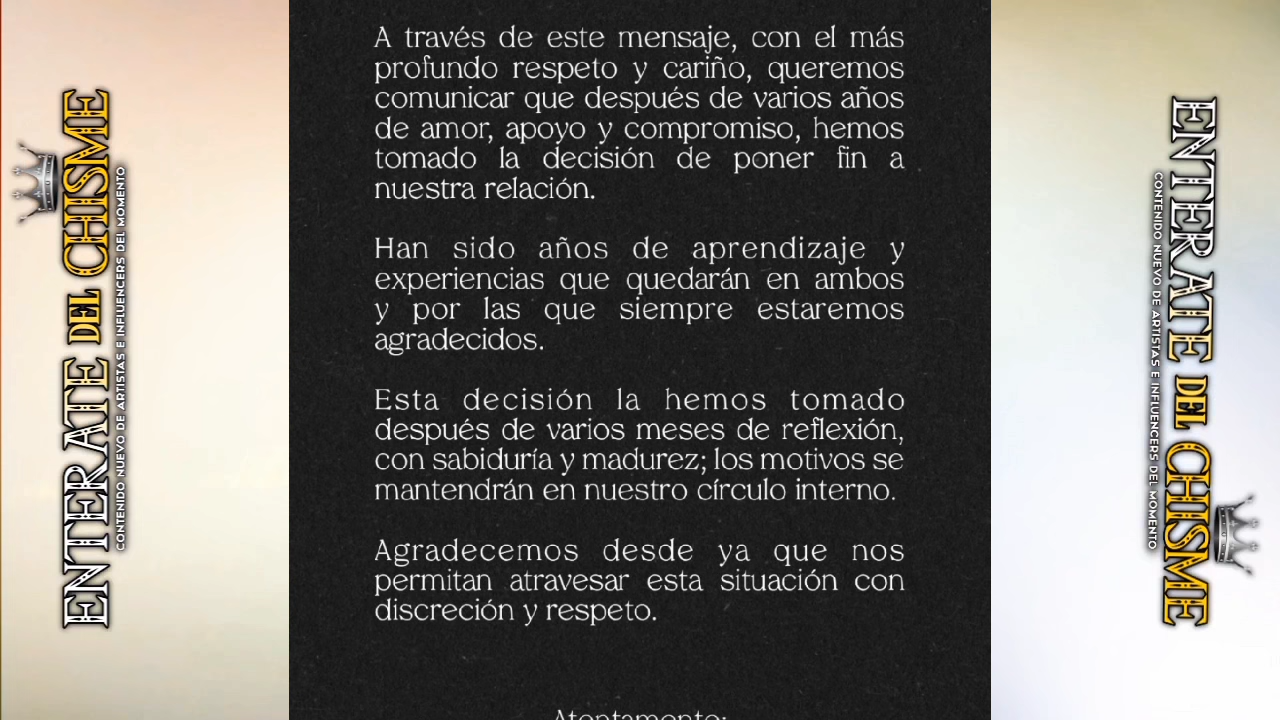 ENTERATE DEL CHISME
CONTENIDO NUEVO DE ARTISTAS E INFLUENCERS DEL MOMENTO
A través de este mensaje, con el más
profundo respeto y cariño, queremos
comunicar que después de varios años
de amor, apoyo y compromiso, hemos
tomado la decisión de poner fin a
nuestra relación.
Han sido años de aprendizaje y
experiencias que quedarán en ambos
y por las que siempre estaremos
agradecidos.
Esta decisión la hemos tomado
después de varios meses de reflexión,
con sabiduría y madurez; los motivos se
mantendrán en nuestro círculo interno.
Agradecemos desde ya que nos
permitan atravesar esta situación con
discreción y respeto.
Atentamente:
ENTERATE DEL CHISME
CONTENIDO NUEVO DE ARTISTAS E INFLUENCERS DEL MOMENTO